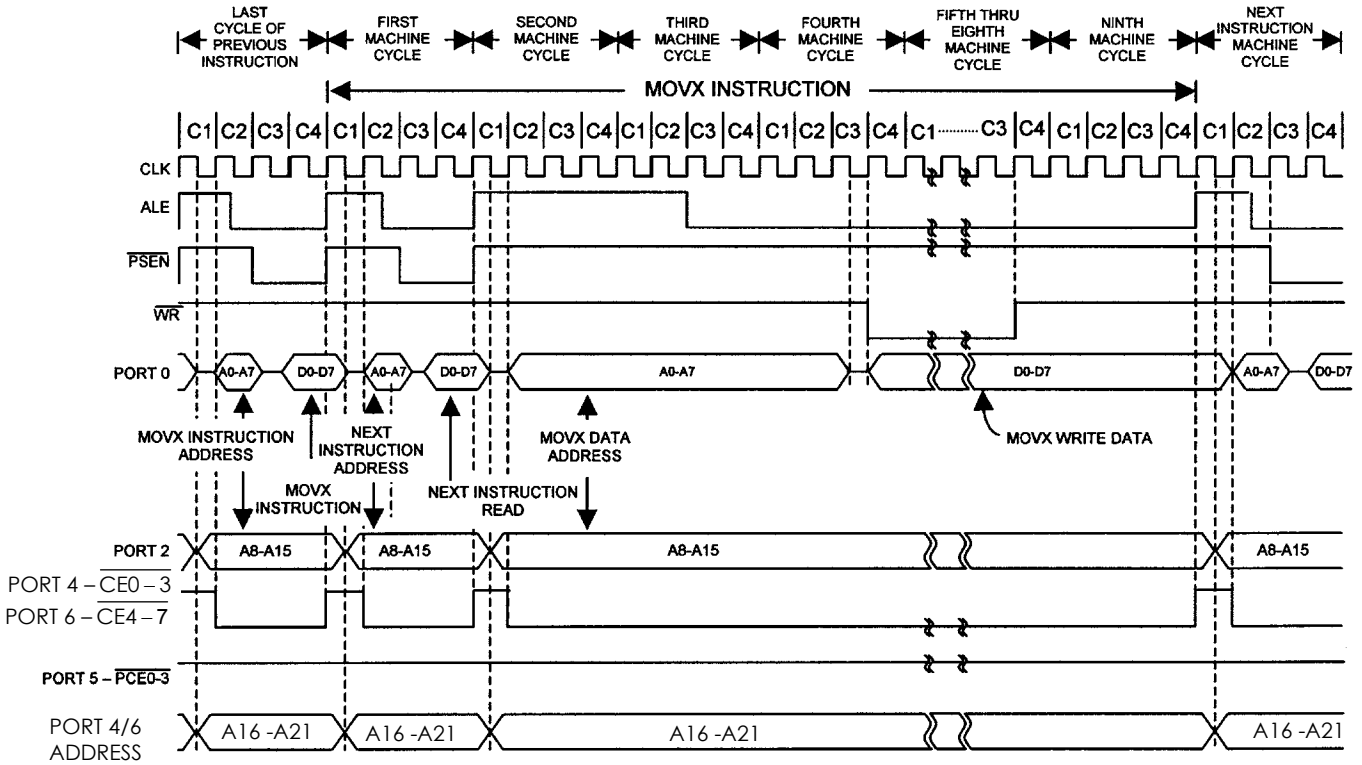 LAST
CYCLE OF
PREVIOUS
INSTRUCTION
FIRST
MACHINE
CYCLE
SECOND
MACHINE
CYCLE
THIRD
MACHINE
CYCLE
FOURTH
MACHINE
CYCLE
FIFTH THRU
EIGHTH
MACHINE
CYCLE
NINTH
MACHINE
CYCLE
NEXT
INSTRUCTION
MACHINE
CYCLE
MOVX INSTRUCTION
C1 C2 C3 C4 C1 C2 C3 C4 C1 C2 C3 C4 C1 C2 C3 C4 C1 C2 C3 C4 C1 ......... C3 C4 C1 C2 C3 C4 C1 C2 C3 C4
CLK
ALE
PSEN
WR
PORT 0 A0-A7 D0-D7 A0-A7 D0-D7 A0-A7 D0-D7 A0-A7 D0-D7
MOVX INSTRUCTION
ADDRESS
NEXT
INSTRUCTION
ADDRESS
MOVX DATA
ADDRESS
MOVX WRITE DATA
MOVX
INSTRUCTION
NEXT INSTRUCTION
READ
PORT 2 A8-A15 A8-A15 A8-A15 A8-A15
PORT 4 – CE0 – 3
PORT 6 – CE4 – 7
PORT 5 – PCE0-3
PORT 4/6
ADDRESS
A16 -A21 A16 -A21 A16 -A21 A16 -A21